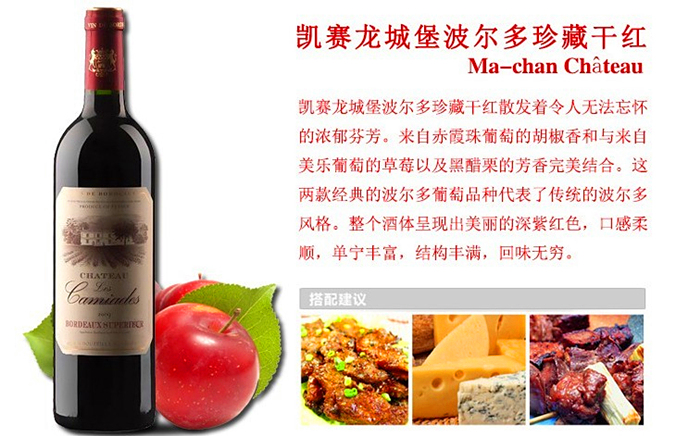 凯赛龙城堡波尔多珍藏干红
Ma-chan Château
凯赛龙城堡波尔多珍藏干红散发着令人无法忘怀
的浓郁芬芳。来自赤霞珠葡萄的胡椒香和与来自
美乐葡萄的草莓以及黑醋栗的芳香完美结合。这
两款经典的波尔多葡萄品种代表了传统的波尔多
风格。整个酒体呈现出美丽的深紫红色，口感柔
顺，单宁丰富，结构丰满，回味无穷。
搭配建议
CHATEAU
Les
Camiades
BORDEAUX SUPERIEUR